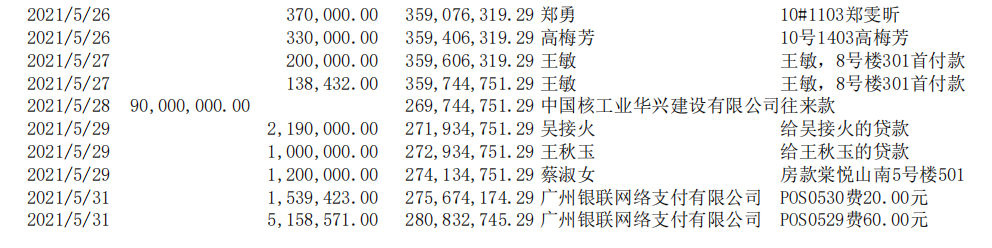 2021/5/26 370,000.00 359,076,319.29 郑勇 10#1103郑雯昕
2021/5/26 330,000.00 359,406,319.29 高梅芳 10号1403高梅芳
2021/5/27 200,000.00 359,606,319.29 王敏 王敏，8号楼301首付款
2021/5/27 138,432.00 359,744,751.29 王敏 王敏，8号楼301首付款
2021/5/28 90,000,000.00 269,744,751.29 中国核工业华兴建设有限公司往来款
2021/5/29 2,190,000.00 271,934,751.29 吴接火 给吴接火的贷款
2021/5/29 1,000,000.00 272,934,751.29 王秋玉 给王秋玉的贷款
2021/5/29 1,200,000.00 274,134,751.29 蔡淑女 房款棠悦山南5号楼501
2021/5/31 1,539,423.00 275,674,174.29 广州银联网络支付有限公司 POS0530费20.00元
2021/5/31 5,158,571.00 280,832,745.29 广州银联网络支付有限公司 POS0529费60.00元